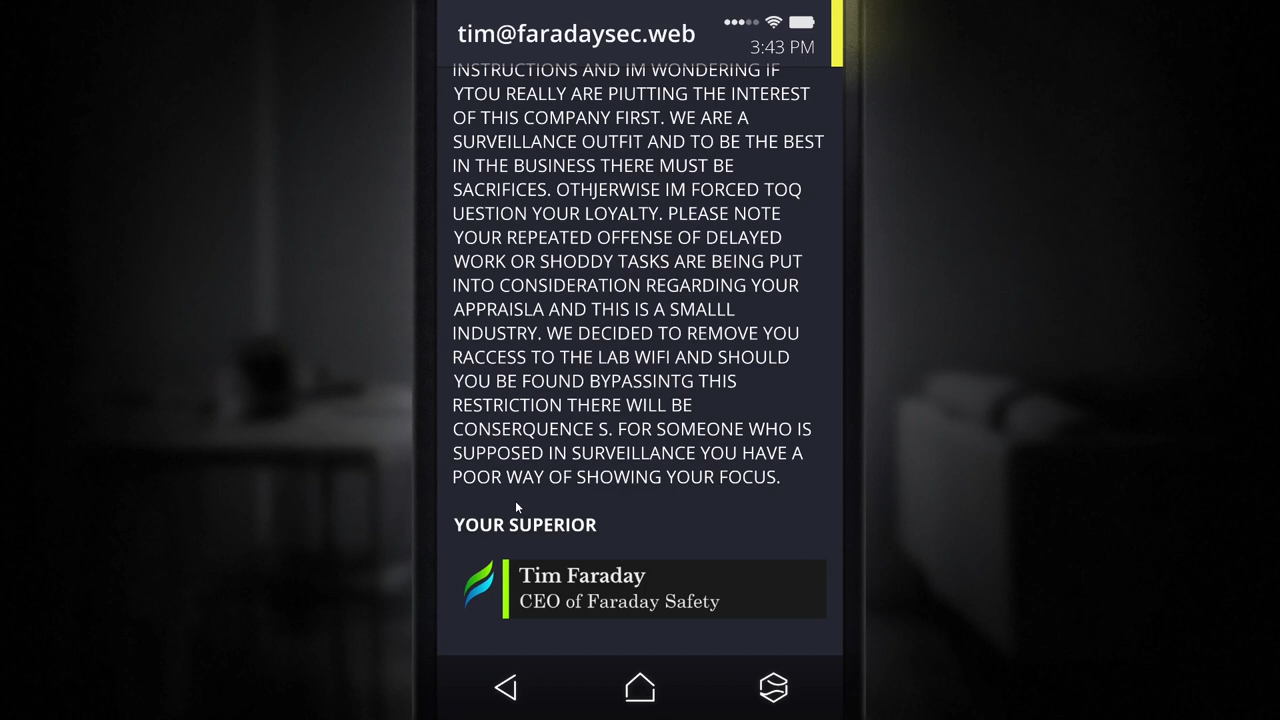 tim@faradaysec.web
3:43 PM
INSTRUCTIONS AND IM WONDERING IF
YTOU REALLY ARE PIUTTING THE INTEREST
OF THIS COMPANY FIRST. WE ARE A
SURVEILLANCE OUTFIT AND TO BE THE BEST
IN THE BUSINESS THERE MUST BE
SACRIFICES. OTHJERWISE IM FORCED TOQ
UESTION YOUR LOYALTY. PLEASE NOTE
YOUR REPEATED OFFENSE OF DELAYED
WORK OR SHODDY TASKS ARE BEING PUT
INTO CONSIDERATION REGARDING YOUR
APPRAISLA AND THIS IS A SMALLL
INDUSTRY. WE DECIDED TO REMOVE YOU
RACCESS TO THE LAB WIFI AND SHOULD
YOU BE FOUND BYPASSINTG THIS
RESTRICTION THERE WILL BE
CONSERQUENCE S. FOR SOMEONE WHO IS
SUPPOSED IN SURVEILLANCE YOU HAVE A
POOR WAY OF SHOWING YOUR FOCUS.
YOUR SUPERIOR
Tim Faraday
CEO of Faraday Safety